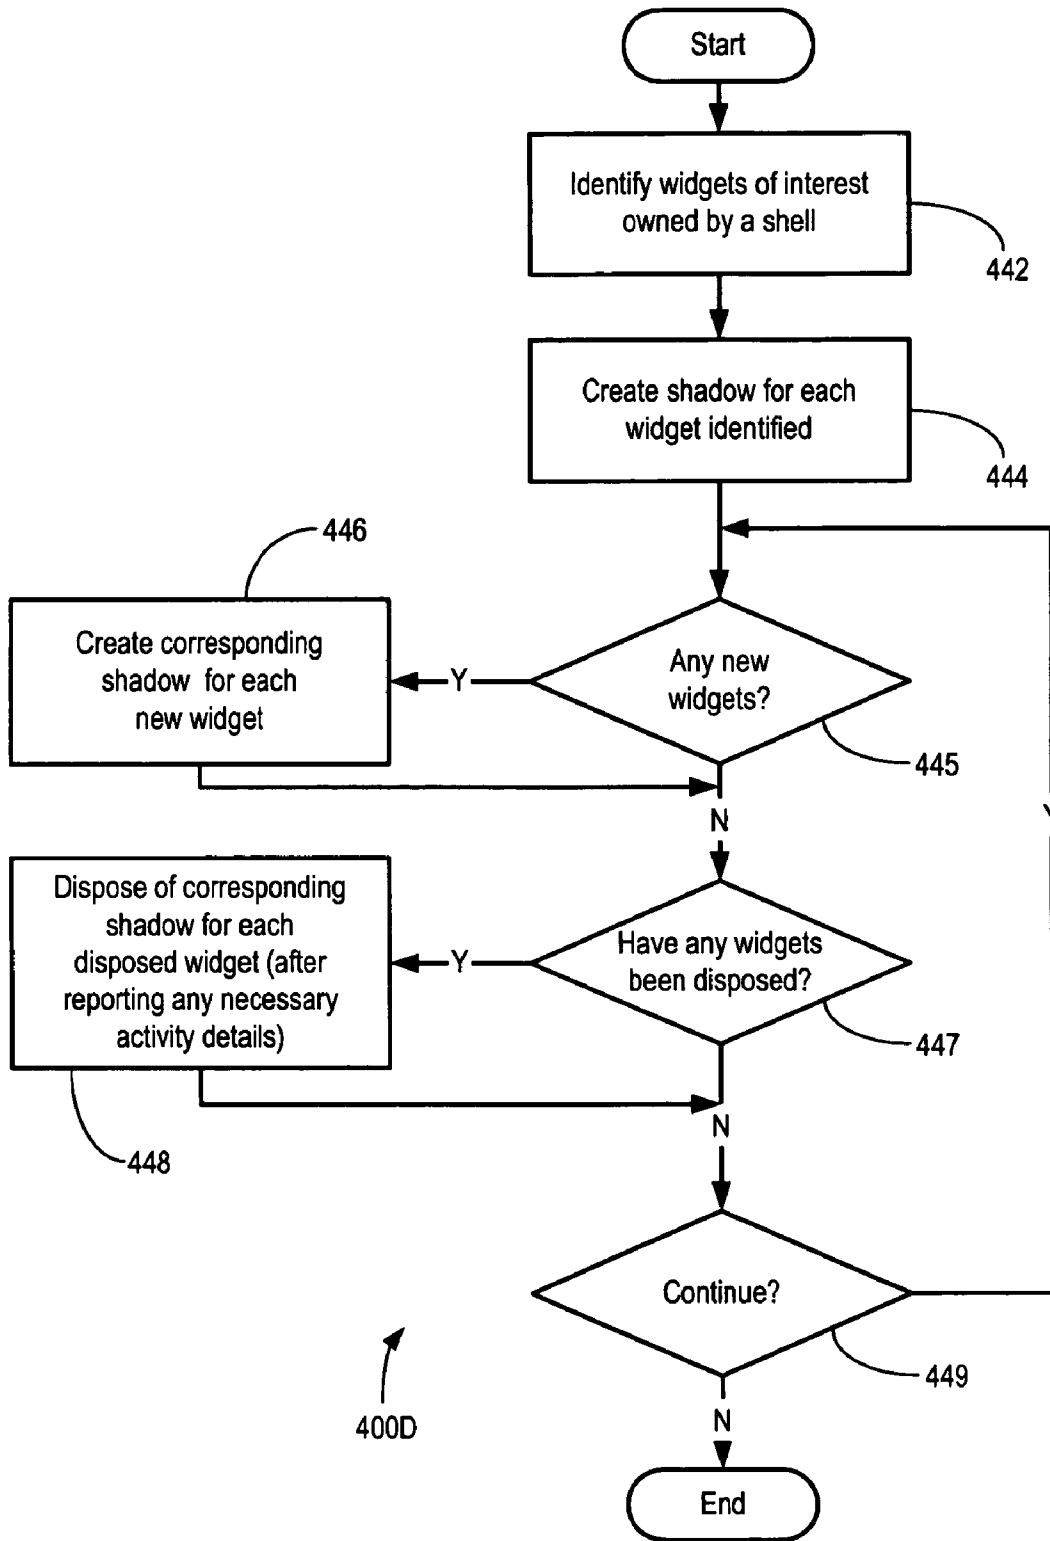 Start
Identify widgets of interest
owned by a shell
442
Create shadow for each
widget identified
444
446
Create corresponding
shadow for each
new widget
Y
Any new
widgets?
445
N
Dispose of corresponding
shadow for each
disposed widget (after
reporting any necessary
activity details)
Y
Have any widgets
been disposed?
447
448
N
Continue?
449
400D
N
End